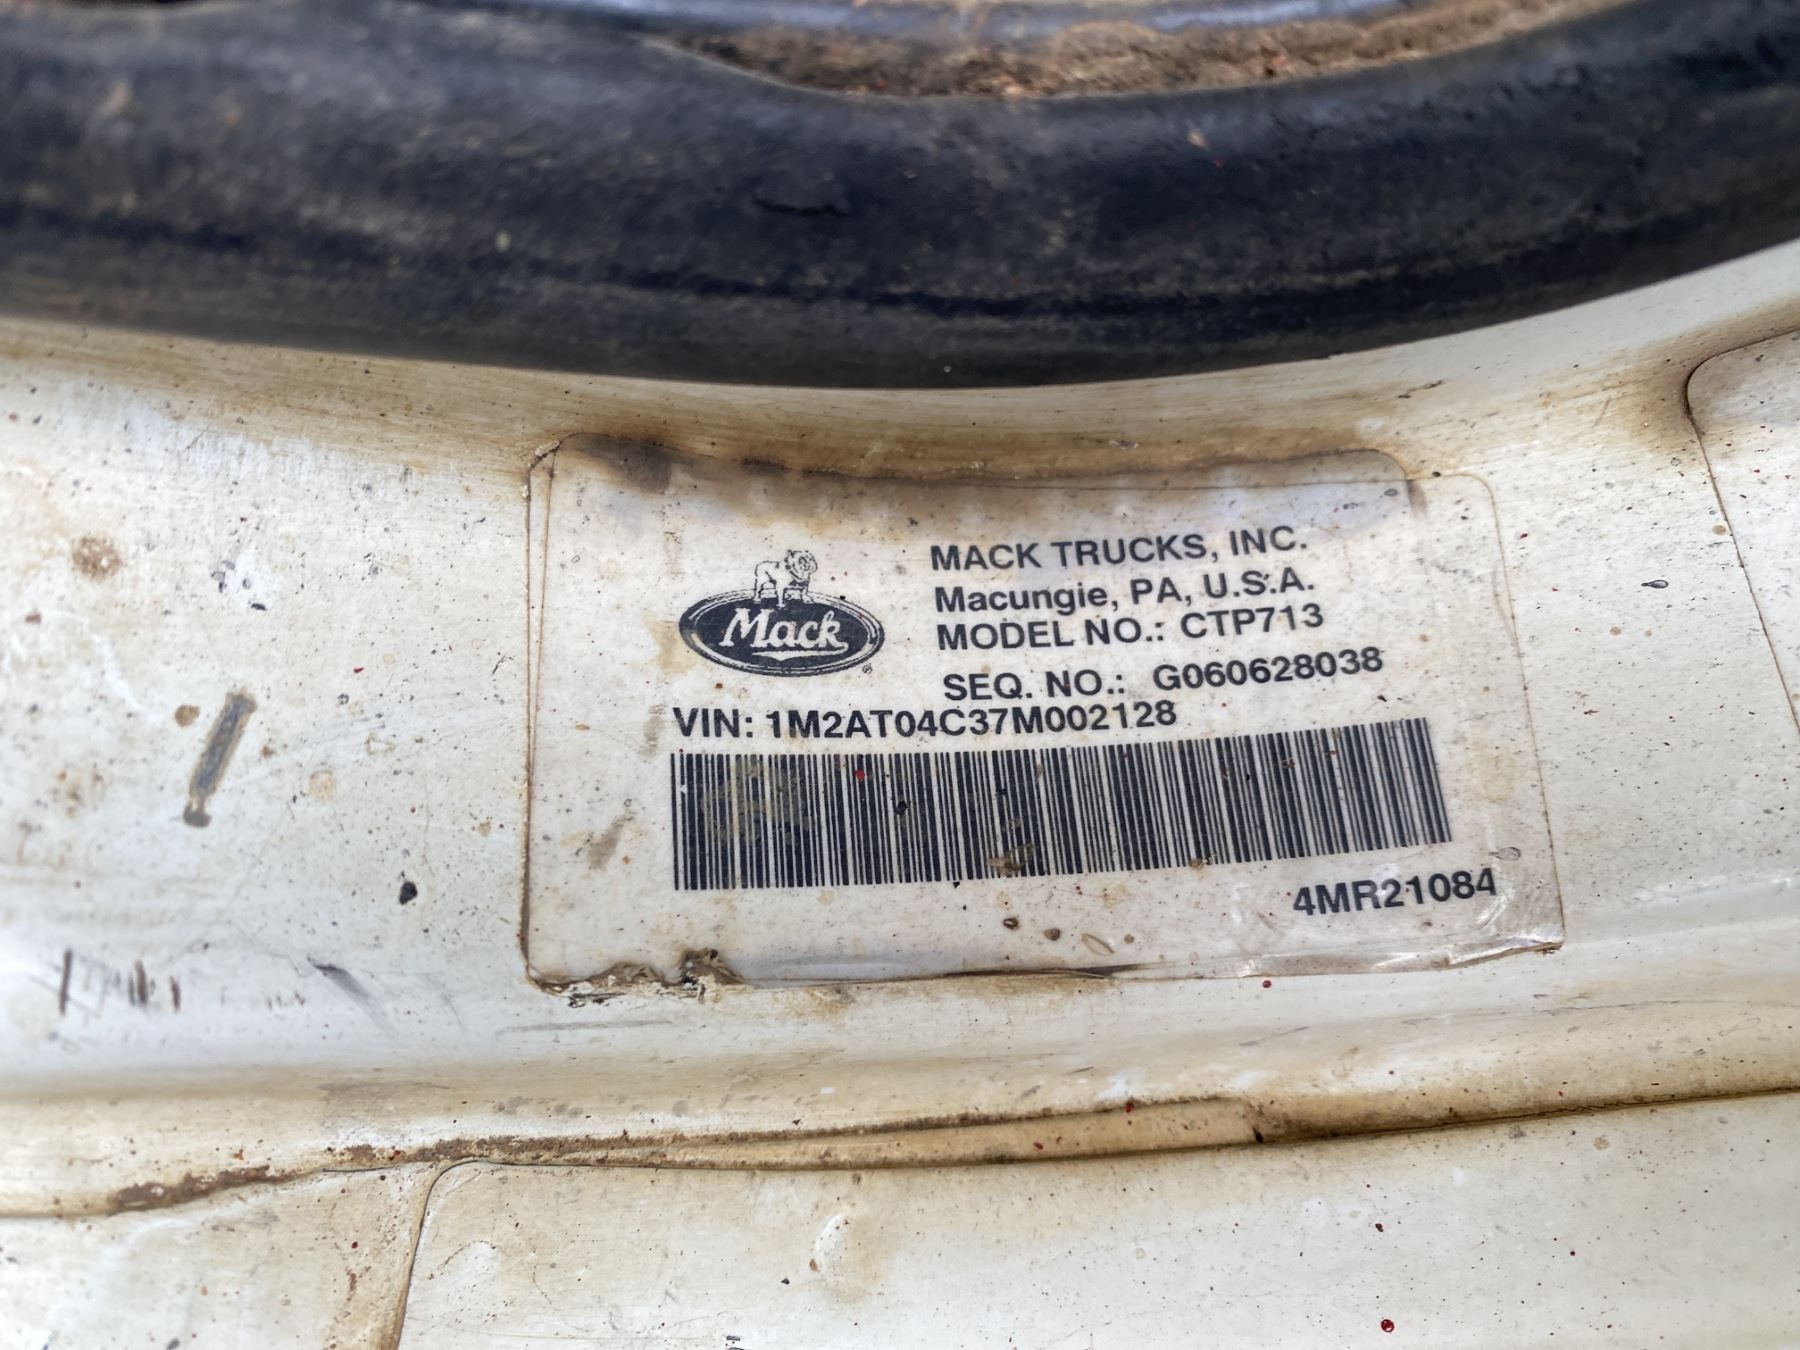 Mack
MACK TRUCKS, INC.
Macungie, PA, U.S.A.
MODEL NO.: CTP713
SEQ. NO.: G060628038
VIN: 1M2AT04C37M002128
4MR21084